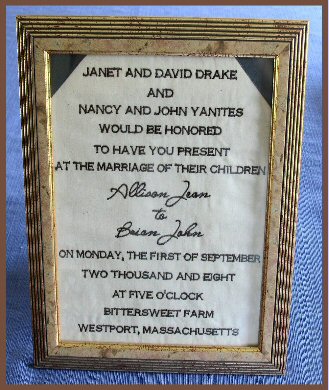 JANET AND DAVID DRAKE
AND
NANCY AND JOHN YANITES
WOULD BE HONORED
TO HAVE YOU PRESENT
AT THE MARRIAGE OF THEIR CHILDREN
Allison Jean
to
Brian John
ON MONDAY, THE FIRST OF SEPTEMBER
TWO THOUSAND AND EIGHT
AT FIVE O'CLOCK
BITTERSWEET FARM
WESTPORT, MASSACHUSETTS